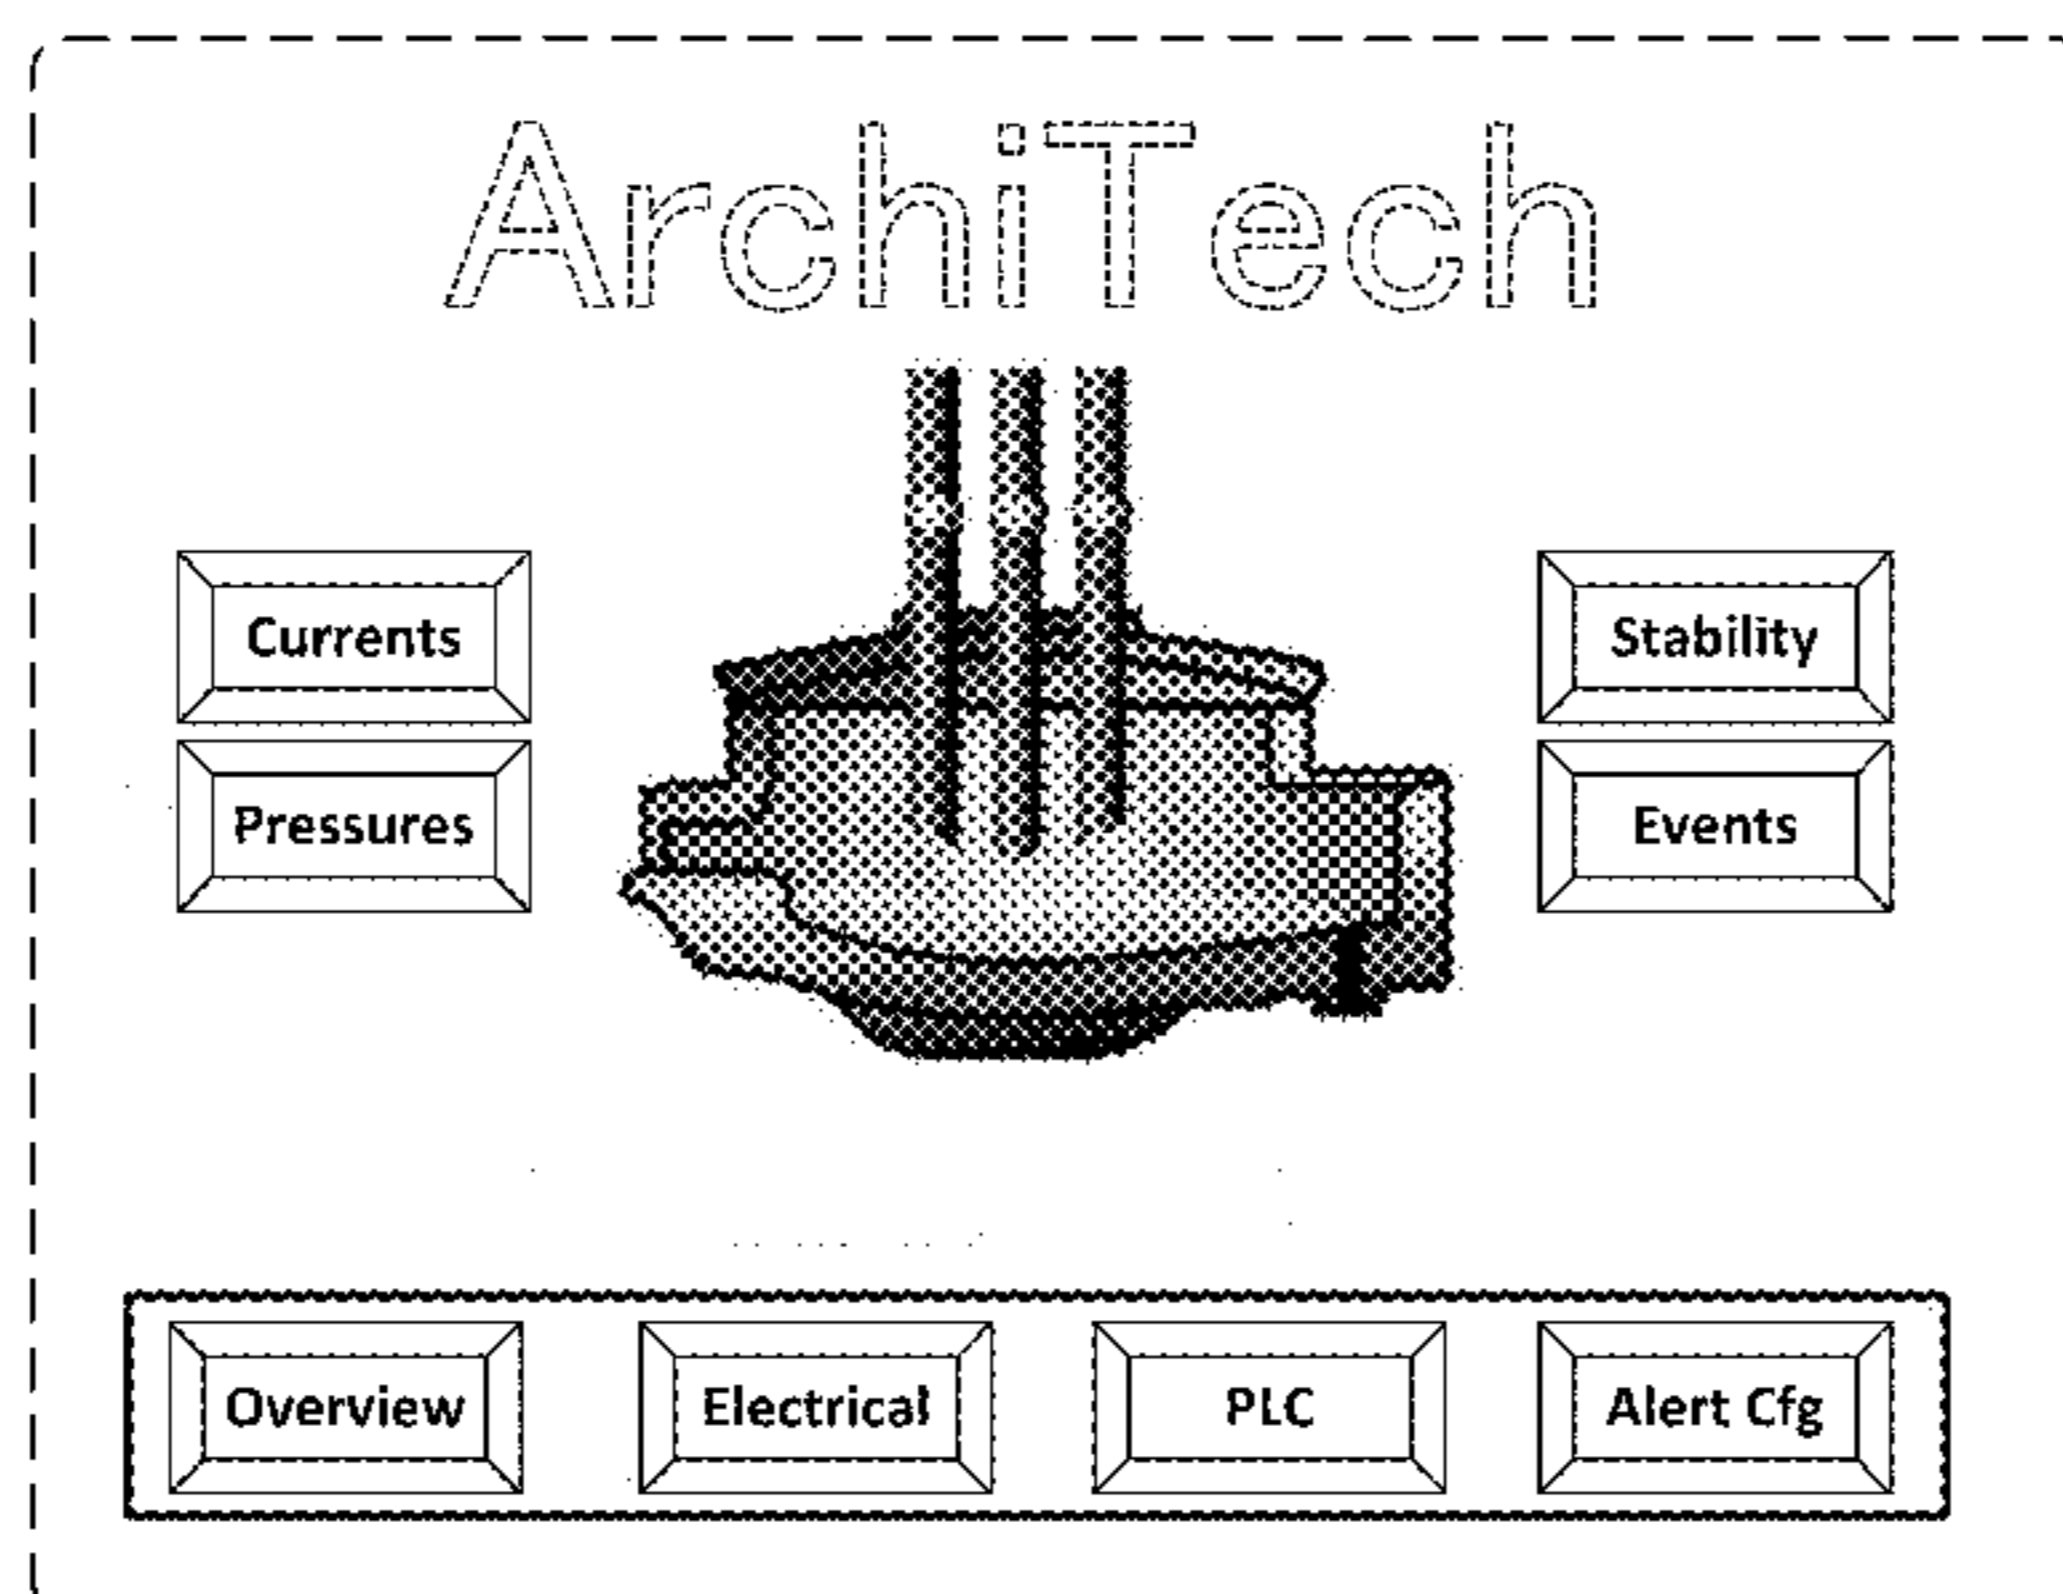 ArchiTech
Currents
Stability
Pressures
Events
Overview
Electrical
PLC
Alert Cfg